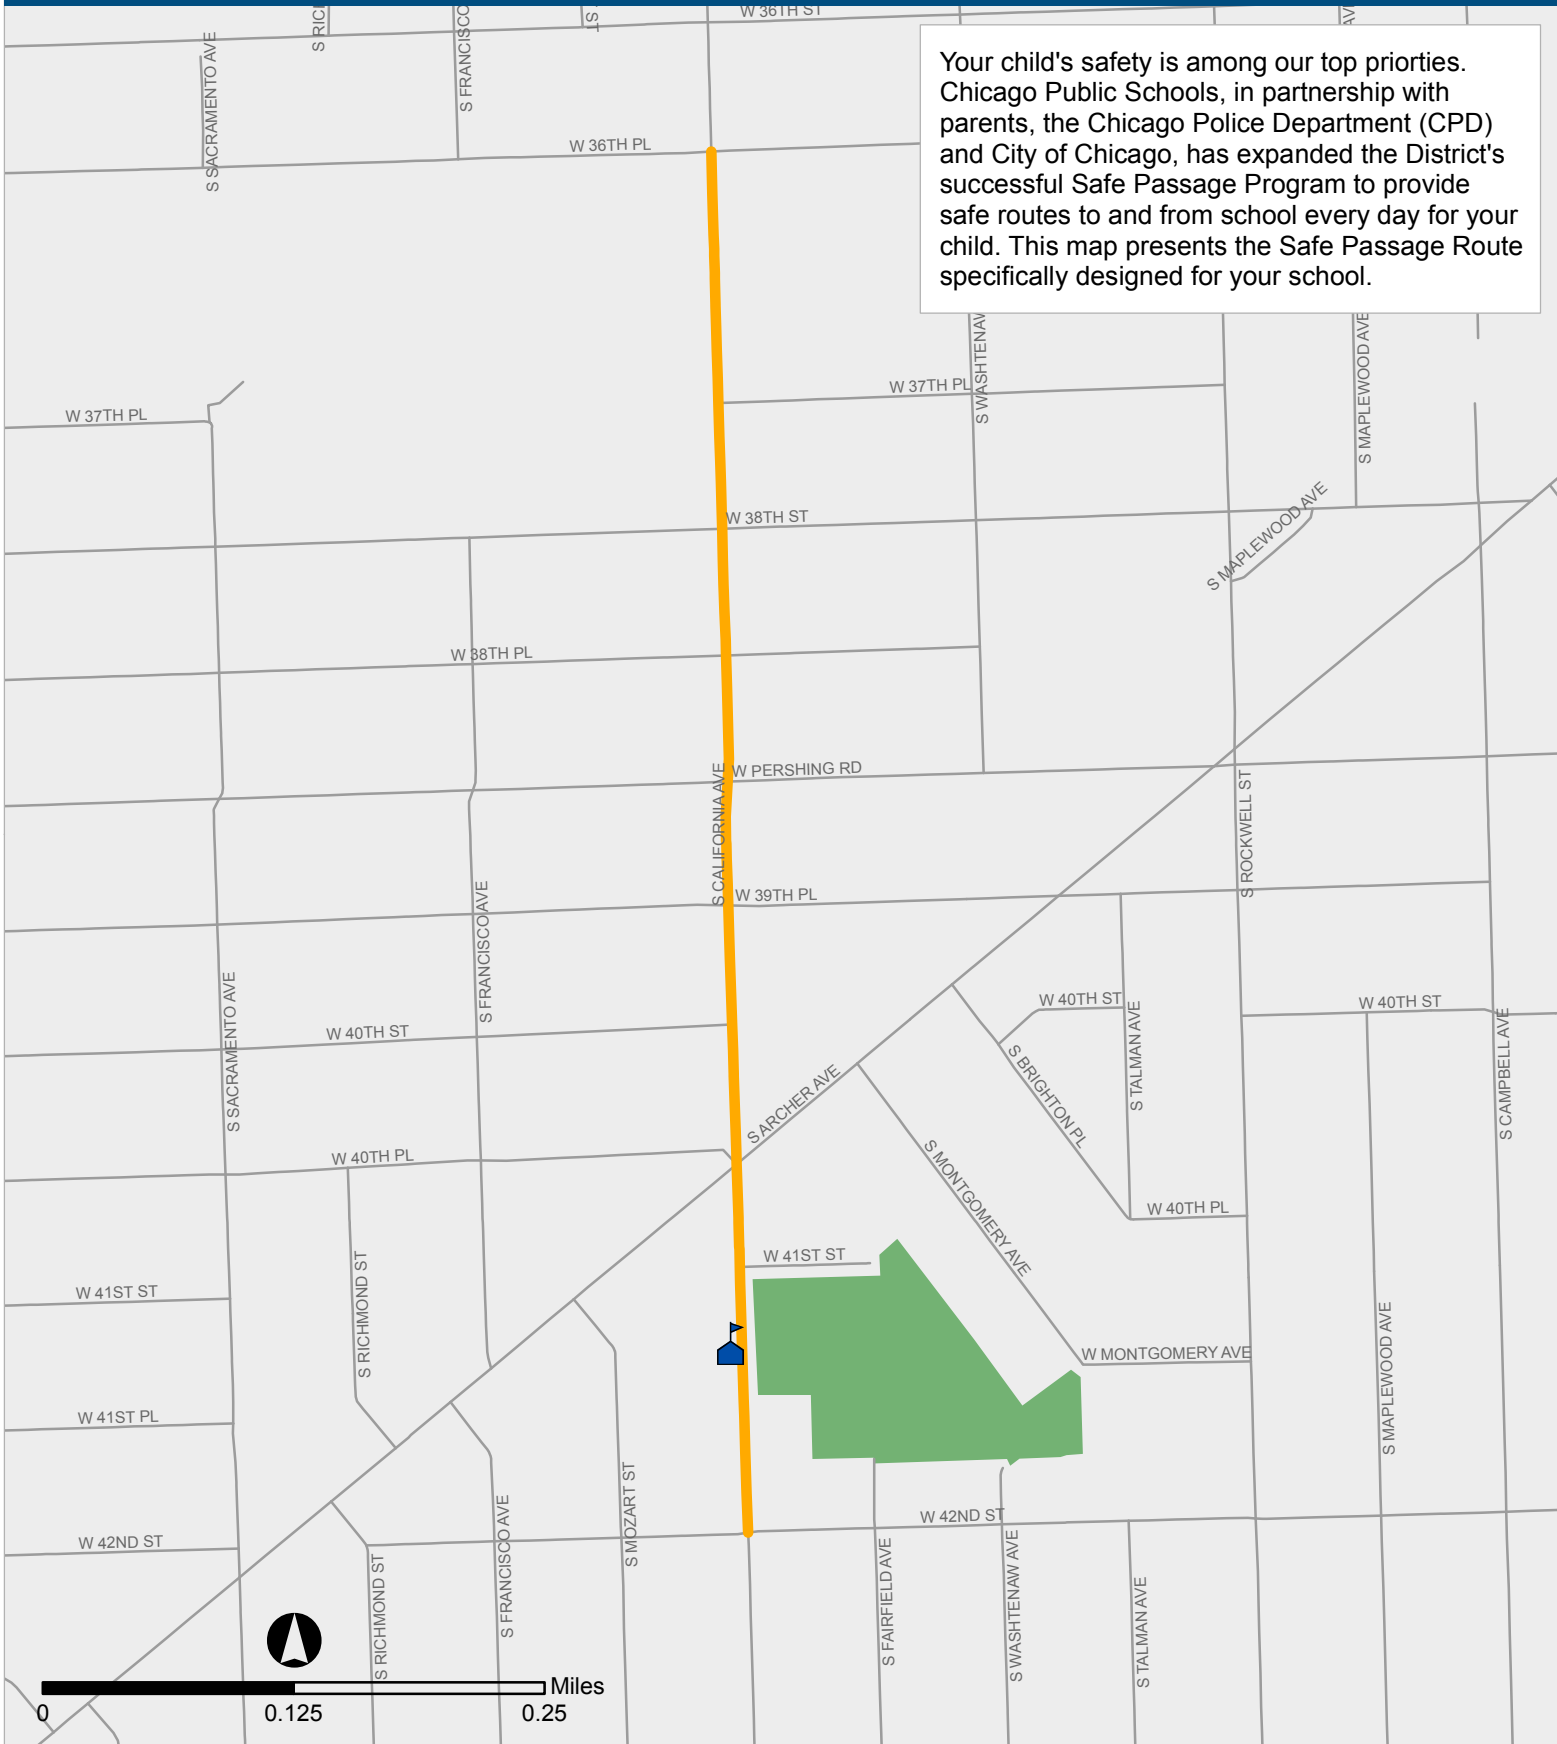 W 36TH ST
S RICH
S FRANCISCO
ST
AV
Your child's safety is among our top priorties.
Chicago Public Schools, in partnership with
parents, the Chicago Police Department (CPD)
and City of Chicago, has expanded the District's
successful Safe Passage Program to provide
safe routes to and from school every day for your
child. This map presents the Safe Passage Route
specifically designed for your school.
S SACRAMENTO AVE
W 36TH PL
S WASHTENAW
S MAPLEWOOD AVE
W 37TH PL
W 37TH PL
W 38TH ST
S MAPLEWOOD AVE
W 38TH PL
W PERSHING RD
S CALIFORNIA AVE
S ROCKWELL ST
W 39TH PL
S FRANCISCO AVE
S SACRAMENTO AVE
W 40TH ST
W 40TH ST
W 40TH ST
S TALMAN AVE
S CAMPBELL AVE
S BRIGHTON PL
S ARCHER AVE
W 40TH PL
S MONTGOMERY AVE
W 40TH PL
W 41ST ST
S RICHMOND ST
W 41ST ST
W MONTGOMERY AVE
S MAPLEWOOD AVE
W 41ST PL
S MOZART ST
W 42ND ST
W 42ND ST
S FRANCISCO AVE
S RICHMOND ST
S FAIRFIELD AVE
S WASHTENAW AVE
S TALMAN AVE
Miles
0 0.125 0.25